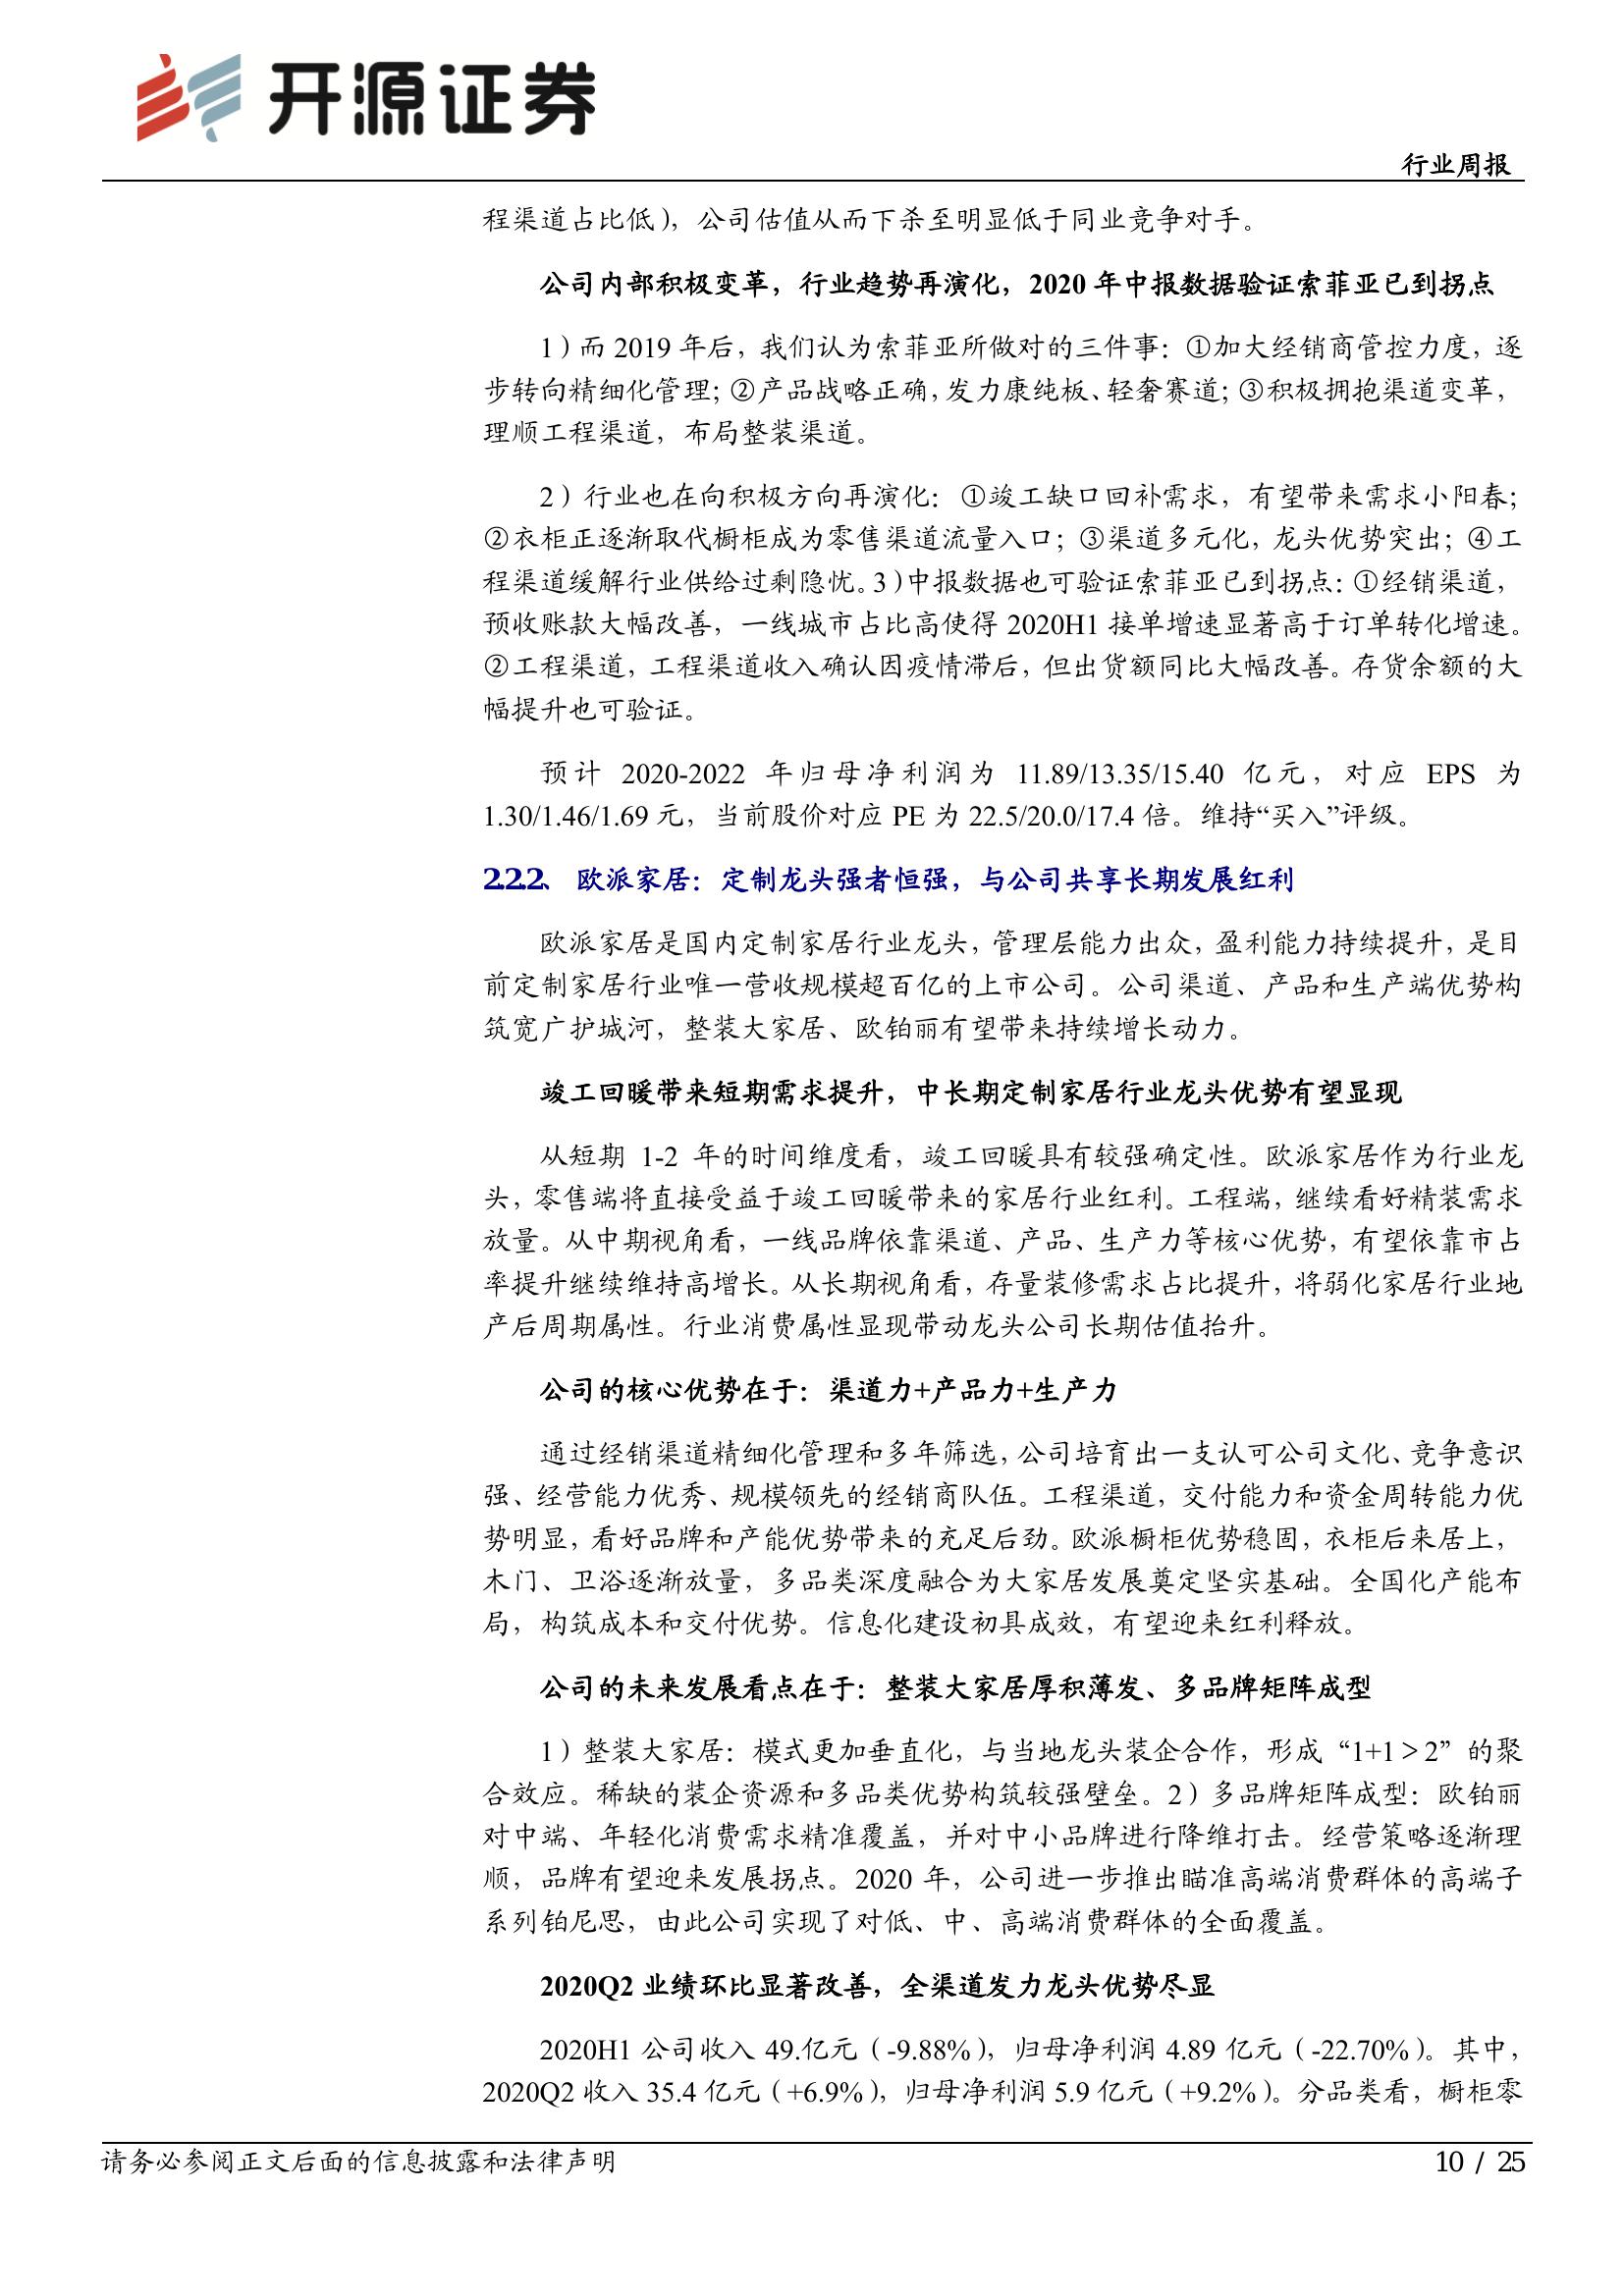 开源证券
行业周报
程渠道占比低），公司估值从而下杀至明显低于同业竞争对手。
公司内部积极变革，行业趋势再演化，2020 年中报数据验证索菲亚已到拐点
1）而 2019 年后，我们认为索菲亚所做对的三件事：①加大经销商管控力度，逐
步转向精细化管理；②产品战略正确，发力康纯板、轻奢赛道；③积极拥抱渠道变革，
理顺工程渠道，布局整装渠道。
2）行业也在向积极方向再演化：①竣工缺口回补需求，有望带来需求小阳春；
②衣柜正逐渐取代橱柜成为零售渠道流量入口；③渠道多元化，龙头优势突出；④工
程渠道缓解行业供给过剩隐忧。3）中报数据也可验证索菲亚已到拐点：①经销渠道，
预收账款大幅改善，一线城市占比高使得 2020H1 接单增速显著高于订单转化增速。
②工程渠道，工程渠道收入确认因疫情滞后，但出货额同比大幅改善。存货余额的大
幅提升也可验证。
预计 2020-2022 年归母净利润为 11.89/13.35/15.40 亿元，对应 EPS 为
1.30/1.46/1.69 元，当前股价对应 PE 为 22.5/20.0/17.4 倍。维持“买入”评级。
2.2.2、 欧派家居：定制龙头强者恒强，与公司共享长期发展红利
欧派家居是国内定制家居行业龙头，管理层能力出众，盈利能力持续提升，是目
前定制家居行业唯一营收规模超百亿的上市公司。公司渠道、产品和生产端优势构
筑宽广护城河，整装大家居、欧铂丽有望带来持续增长动力。
竣工回暖带来短期需求提升，中长期定制家居行业龙头优势有望显现
从短期 1-2 年的时间维度看，竣工回暖具有较强确定性。欧派家居作为行业龙
头，零售端将直接受益于竣工回暖带来的家居行业红利。工程端，继续看好精装需求
放量。从中期视角看，一线品牌依靠渠道、产品、生产力等核心优势，有望依靠市占
率提升继续维持高增长。从长期视角看，存量装修需求占比提升，将弱化家居行业地
产后周期属性。行业消费属性显现带动龙头公司长期估值抬升。
公司的核心优势在于：渠道力+产品力+生产力
通过经销渠道精细化管理和多年筛选，公司培育出一支认可公司文化、竞争意识
强、经营能力优秀、规模领先的经销商队伍。工程渠道，交付能力和资金周转能力优
势明显，看好品牌和产能优势带来的充足后劲。欧派橱柜优势稳固，衣柜后来居上，
木门、卫浴逐渐放量，多品类深度融合为大家居发展奠定坚实基础。全国化产能布
局，构筑成本和交付优势。信息化建设初具成效，有望迎来红利释放。
公司的未来发展看点在于：整装大家居厚积薄发、多品牌矩阵成型
1）整装大家居：模式更加垂直化，与当地龙头装企合作，形成“1+1＞2”的聚
合效应。稀缺的装企资源和多品类优势构筑较强壁垒。2）多品牌矩阵成型：欧铂丽
对中端、年轻化消费需求精准覆盖，并对中小品牌进行降维打击。经营策略逐渐理
顺，品牌有望迎来发展拐点。2020 年，公司进一步推出瞄准高端消费群体的高端子
系列铂尼思，由此公司实现了对低、中、高端消费群体的全面覆盖。
2020Q2 业绩环比显著改善，全渠道发力龙头优势尽显
2020H1 公司收入 49.亿元（-9.88%），归母净利润 4.89 亿元（-22.70%）。其中，
2020Q2 收入 35.4 亿元（+6.9%），归母净利润 5.9 亿元（+9.2%）。分品类看，橱柜零
请务必参阅正文后面的信息披露和法律声明
10 / 25